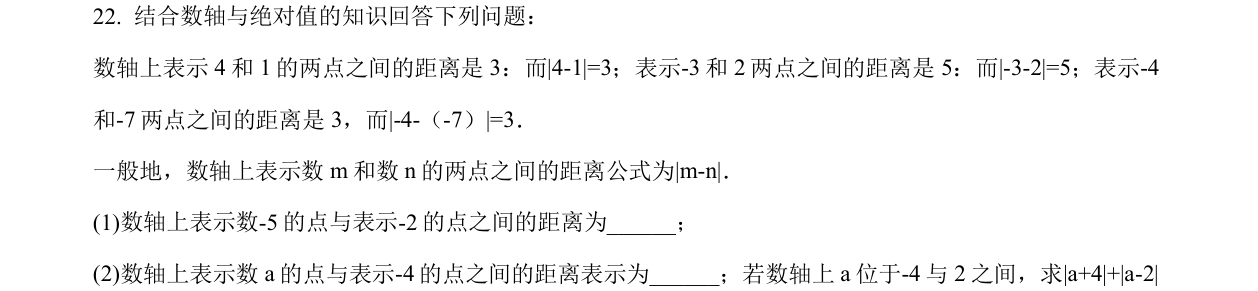 22. 结合数轴与绝对值的知识回答下列问题：
数轴上表示 4 和 1 的两点之间的距离是 3：而|4-1|=3；表示-3 和 2 两点之间的距离是 5：而|-3-2|=5；表示-4
和-7 两点之间的距离是 3，而|-4-（-7）|=3．
一般地，数轴上表示数 m 和数 n 的两点之间的距离公式为|m-n|．
(1)数轴上表示数-5 的点与表示-2 的点之间的距离为______；
(2)数轴上表示数 a 的点与表示-4 的点之间的距离表示为______；若数轴上 a 位于-4 与 2 之间，求|a+4|+|a-2|